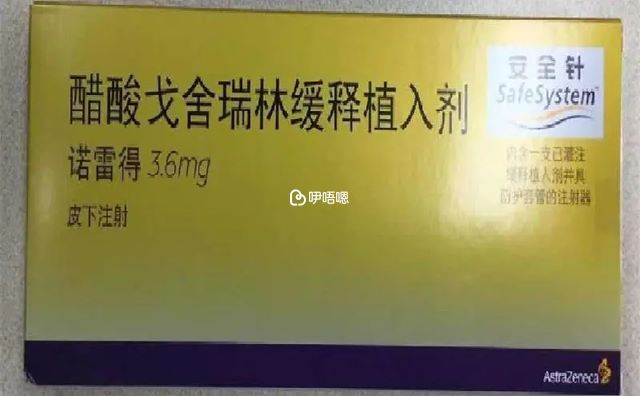 醋酸戈舍瑞林缓释植入剂
诺雷得 3.6mg
皮下注射
安全针
SafeSystem™
内含一支已灌注
缓释植入剂并具
防护套管的注射器
咿唔嗯
AstraZeneca